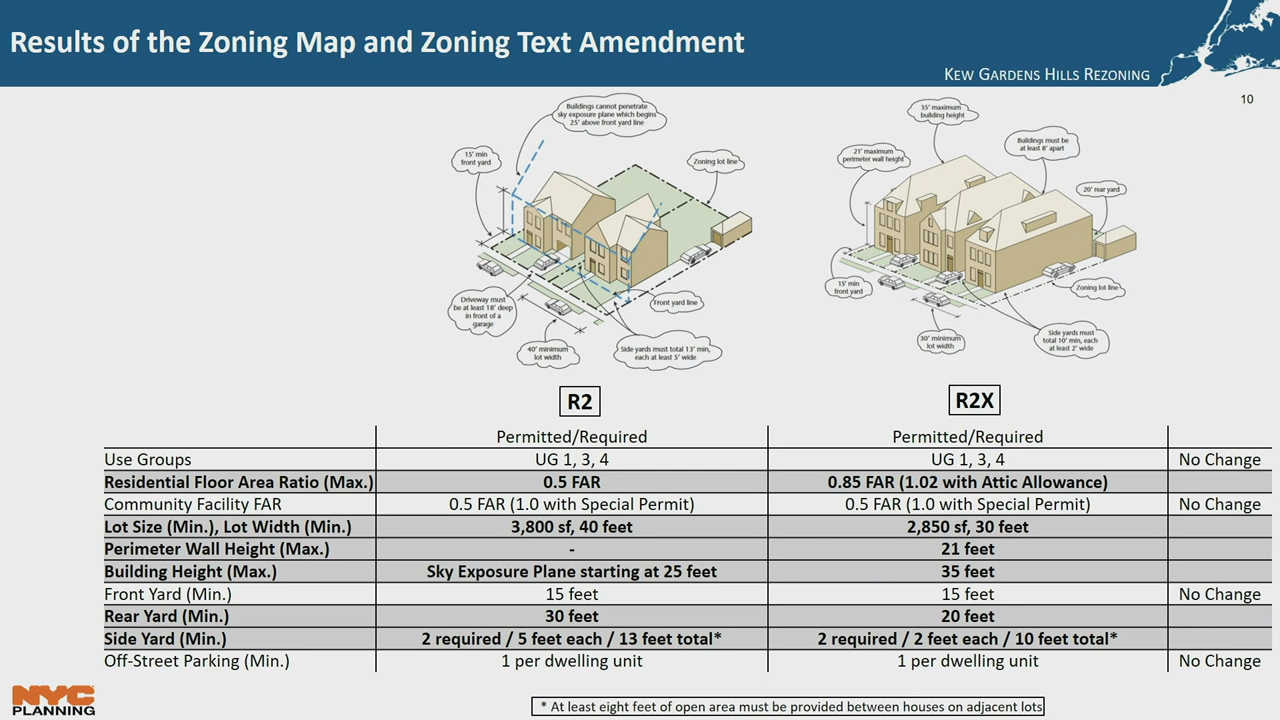 Results of the Zoning Map and Zoning Text Amendment
KEW GARDENS HILLS REZONING
10
Buildings cannot penetrate
sky exposure plane which begins
25' above front yard line
15' min
front yard
Zoning lot line
Driveway must
be at least 18' deep
in front of a
garage
Front yard line
40' minimum
lot width
Side yards must total 13' min,
each at least 5' wide
35' maximum
building height
21' maximum
perimeter wall height
Buildings must be
at least 8' apart
20' rear yard
15' min
front yard
Zoning lot line
30' minimum
lot width
Side yards must
total 10' min, each
at least 2' wide
R2
R2X
Permitted/Required Permitted/Required
Use Groups UG 1, 3, 4 UG 1, 3, 4 No Change
Residential Floor Area Ratio (Max.) 0.5 FAR 0.85 FAR (1.02 with Attic Allowance)
Community Facility FAR 0.5 FAR (1.0 with Special Permit) 0.5 FAR (1.0 with Special Permit) No Change
Lot Size (Min.), Lot Width (Min.) 3,800 sf, 40 feet 2,850 sf, 30 feet
Perimeter Wall Height (Max.) - 21 feet
Building Height (Max.) Sky Exposure Plane starting at 25 feet 35 feet
Front Yard (Min.) 15 feet 15 feet No Change
Rear Yard (Min.) 30 feet 20 feet
Side Yard (Min.) 2 required / 5 feet each / 13 feet total* 2 required / 2 feet each / 10 feet total*
Off-Street Parking (Min.) 1 per dwelling unit 1 per dwelling unit No Change
NYC
PLANNING
* At least eight feet of open area must be provided between houses on adjacent lots